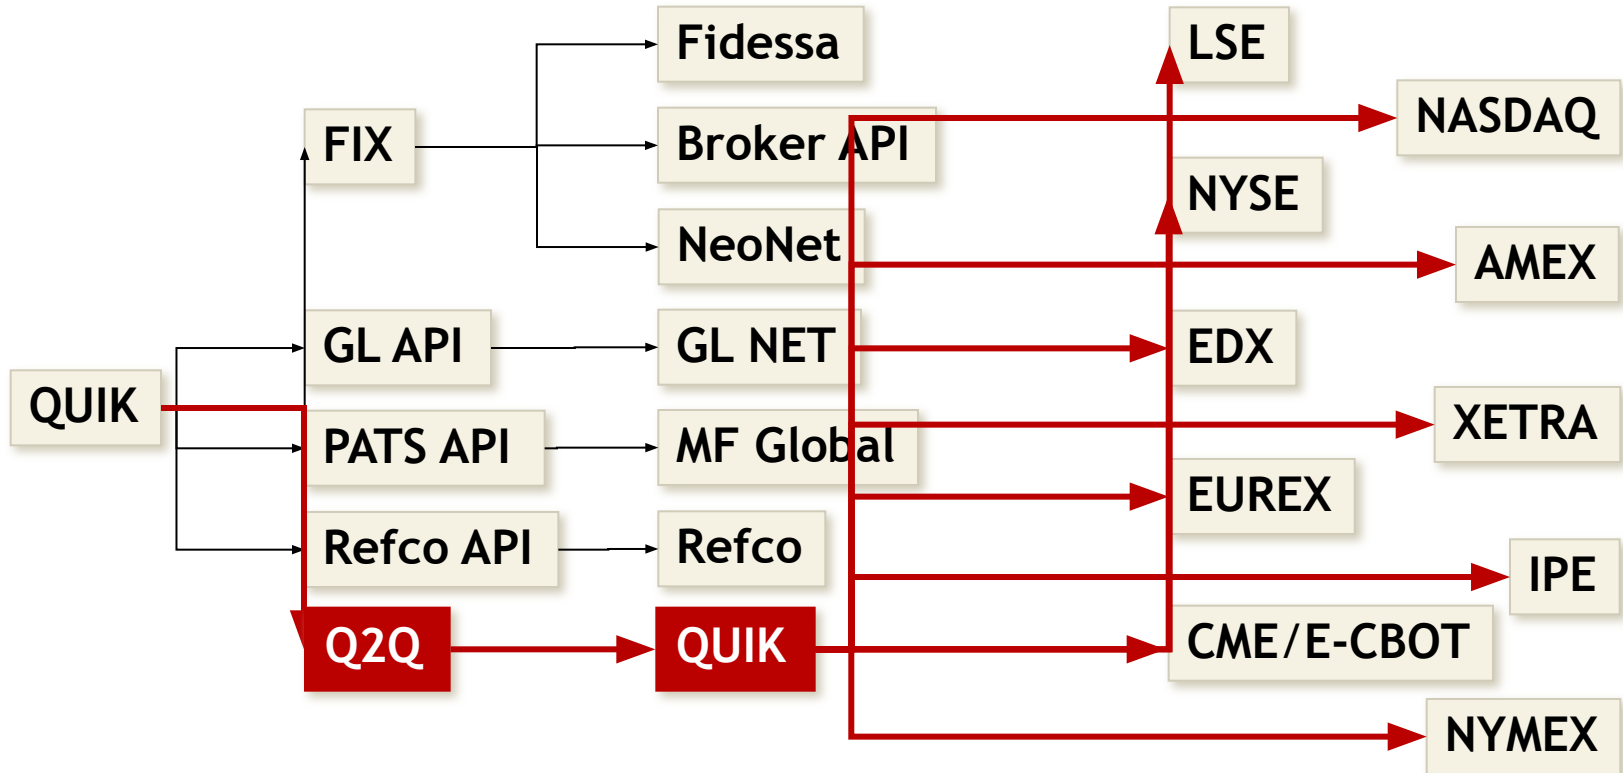 QUIK
FIX
GL API
PATS API
Refco API
Q2Q
Fidessa
Broker API
NeoNet
GL NET
MF Global
Refco
QUIK
LSE
NYSE
EDX
EUREX
CME/E-CBOT
NASDAQ
AMEX
XETRA
IPE
NYMEX